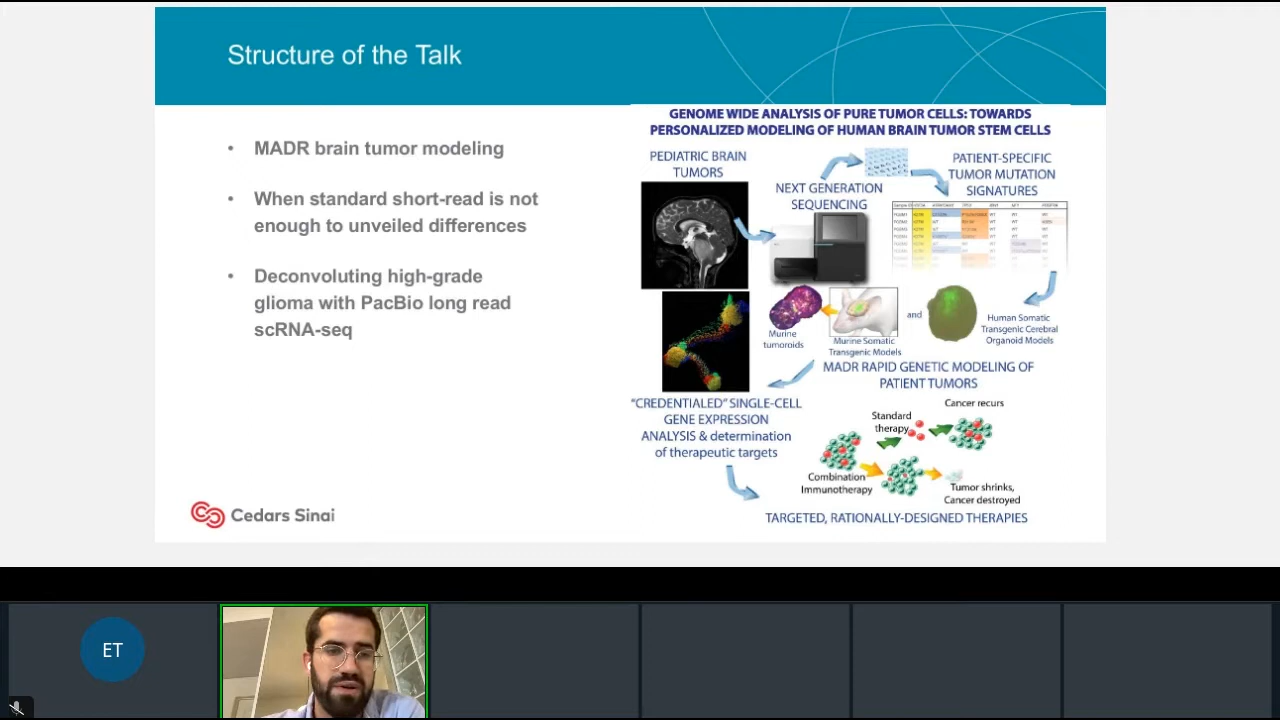 Structure of the Talk
• MADR brain tumor modeling
• When standard short-read is not
enough to unveiled differences
• Deconvoluting high-grade
glioma with PacBio long read
scRNA-seq
Cedars Sinai
GENOME WIDE ANALYSIS OF PURE TUMOR CELLS: TOWARDS
PERSONALIZED MODELING OF HUMAN BRAIN TUMOR STEM CELLS
PEDIATRIC BRAIN
TUMORS
NEXT GENERATION
SEQUENCING
PATIENT-SPECIFIC
TUMOR MUTATION
SIGNATURES
Murine
tumoroids
Murine Somatic
Transgenic Models
and
Human Somatic
Transgenic Cerebral
Organoid Models
MADR RAPID GENETIC MODELING OF
PATIENT TUMORS
"CREDENTIALED" SINGLE-CELL
GENE EXPRESSION
ANALYSIS & determination
of therapeutic targets
Standard
therapy
Cancer recurs
Combination
Immunotherapy
Tumor shrinks,
Cancer destroyed
TARGETED, RATIONALLY-DESIGNED THERAPIES
ET